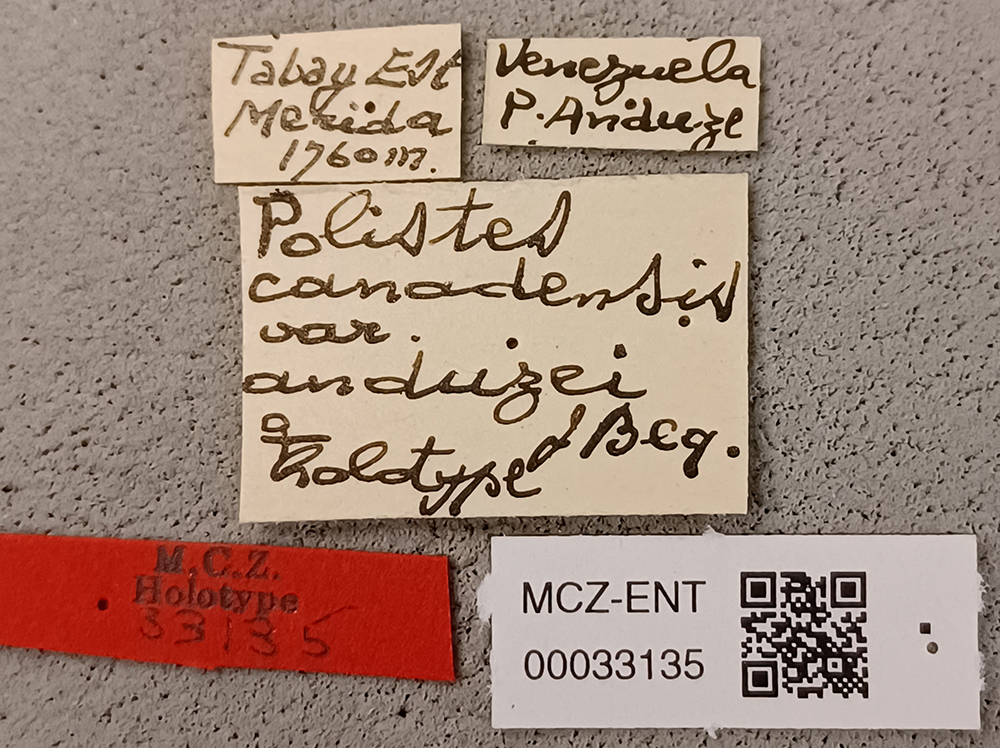 Tabay Est
Merida
1760 m.
Venezuela
P. Anduze
Polistes
canadensis
var.
anduzei
♀ Beq.
holotype
M.C.Z.
Holotype
33135
MCZ-ENT
00033135